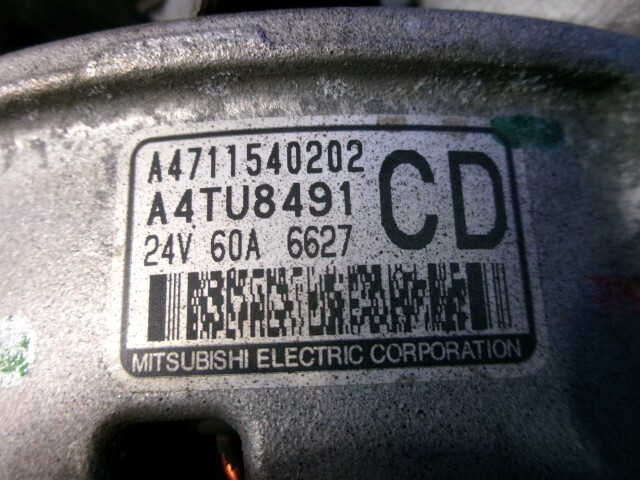 A4711540202
A4TU8491 CD
24V 60A 6627
MITSUBISHI ELECTRIC CORPORATION